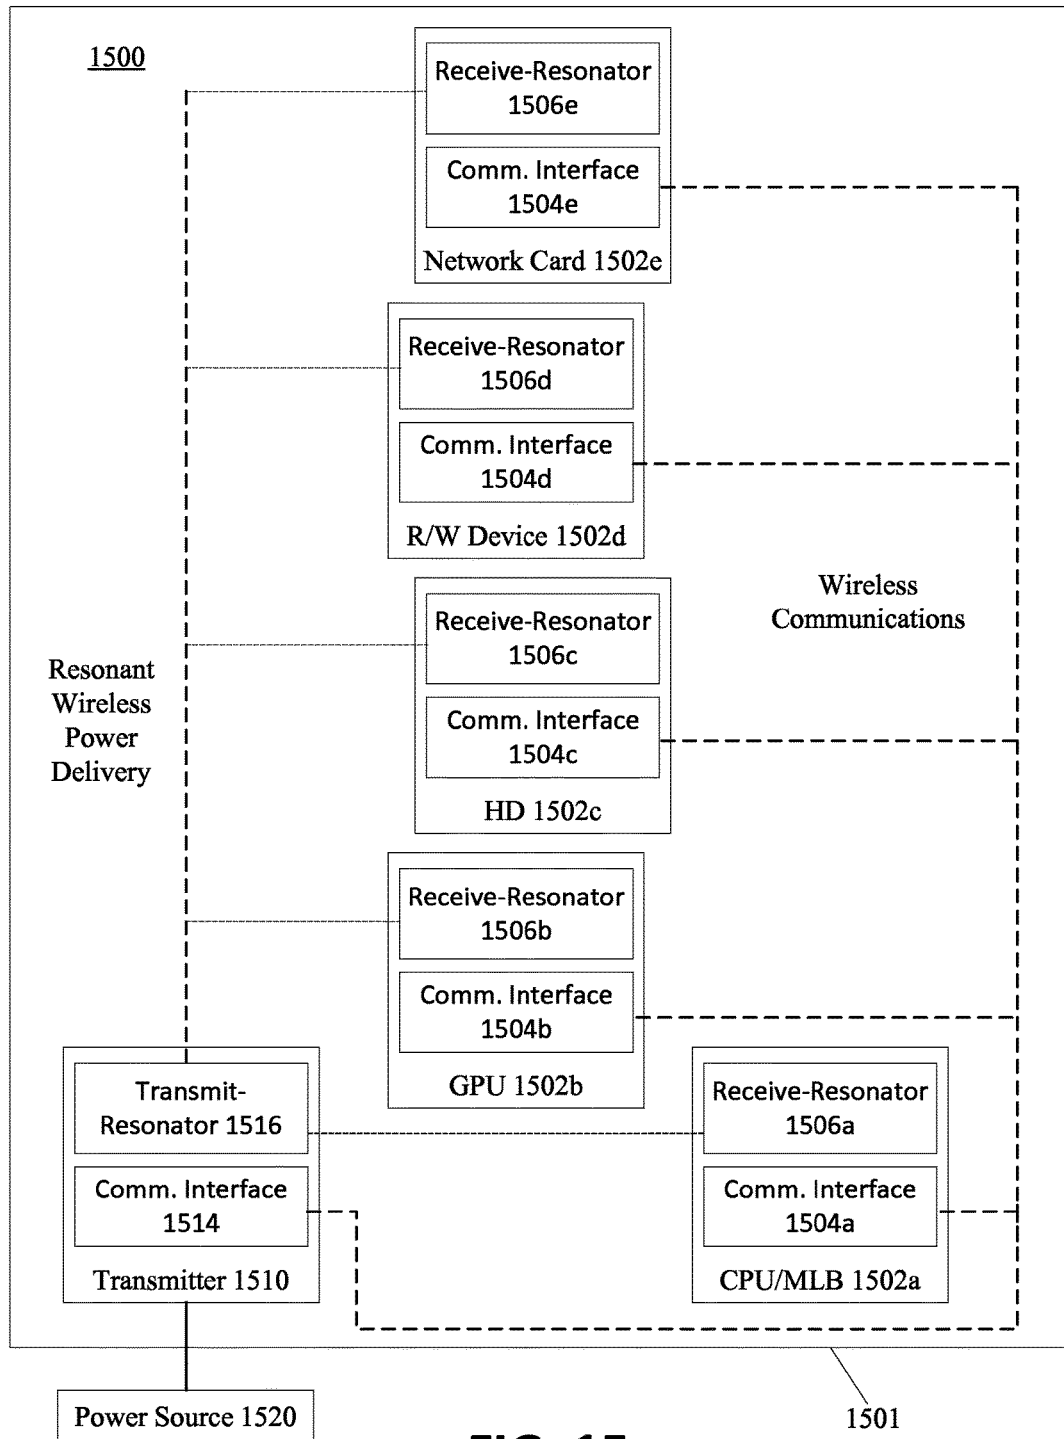 1500
Receive-Resonator
1506e
Comm. Interface
1504e
Network Card 1502e
Receive-Resonator
1506d
Comm. Interface
1504d
R/W Device 1502d
Wireless
Communications
Receive-Resonator
1506c
Comm. Interface
1504c
HD 1502c
Resonant
Wireless
Power
Delivery
Receive-Resonator
1506b
Comm. Interface
1504b
GPU 1502b
Transmit-
Resonator 1516
Comm. Interface
1514
Transmitter 1510
Receive-Resonator
1506a
Comm. Interface
1504a
CPU/MLB 1502a
Power Source 1520
1501
FIG. 15